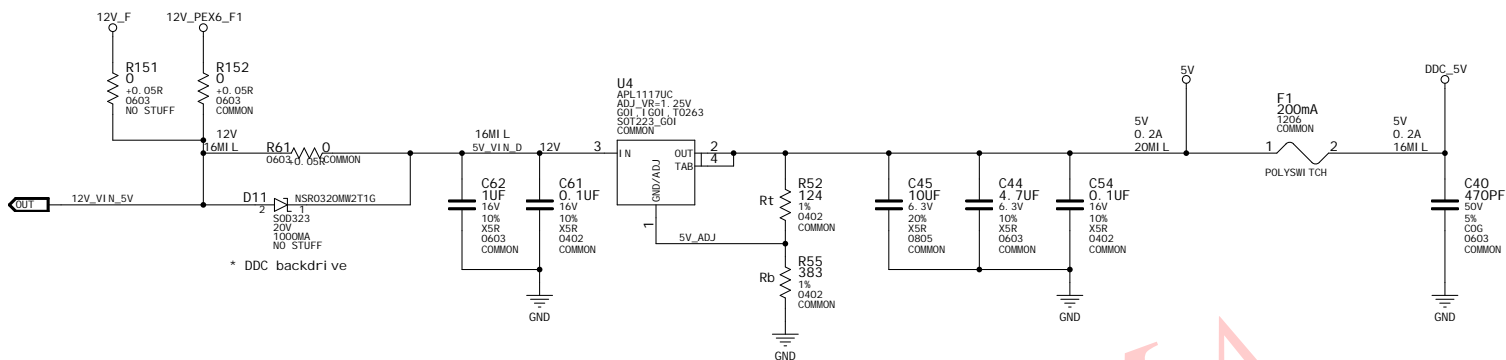 12V_F
12V_PEX6_F1
R151
0
+0.05R
0603
NO STUFF
R152
0
+0.05R
0603
COMMON
12V
16MIL
R61
0
0603
+0.05R
COMMON
OUT
12V_VIN_5V
D11
NSR0320MW2T1G
2
1
SOD323
20V
1000MA
NO STUFF
* DDC backdrive
16MIL
5V_VIN_D
12V
C62
1UF
16V
10%
X5R
0603
COMMON
C61
0.1UF
16V
10%
X5R
0402
COMMON
U4
APL1117UC
ADJ_VR=1.25V
GOI,IGOI,TO263
SOT223_GOI
COMMON
3
IN
OUT
2
TAB
4
GND/ADJ
1
5V_ADJ
Rt
R52
124
1%
0402
COMMON
Rb
R55
383
1%
0402
COMMON
GND
GND
C45
10UF
6.3V
20%
X5R
0805
COMMON
C44
4.7UF
6.3V
10%
X5R
0603
COMMON
C54
0.1UF
16V
10%
X5R
0402
COMMON
GND
5V
0.2A
20MIL
5V
F1
200mA
1206
COMMON
1
2
POLYSWITCH
5V
0.2A
16MIL
DDC_5V
C40
470PF
50V
5%
C0G
0603
COMMON
GND